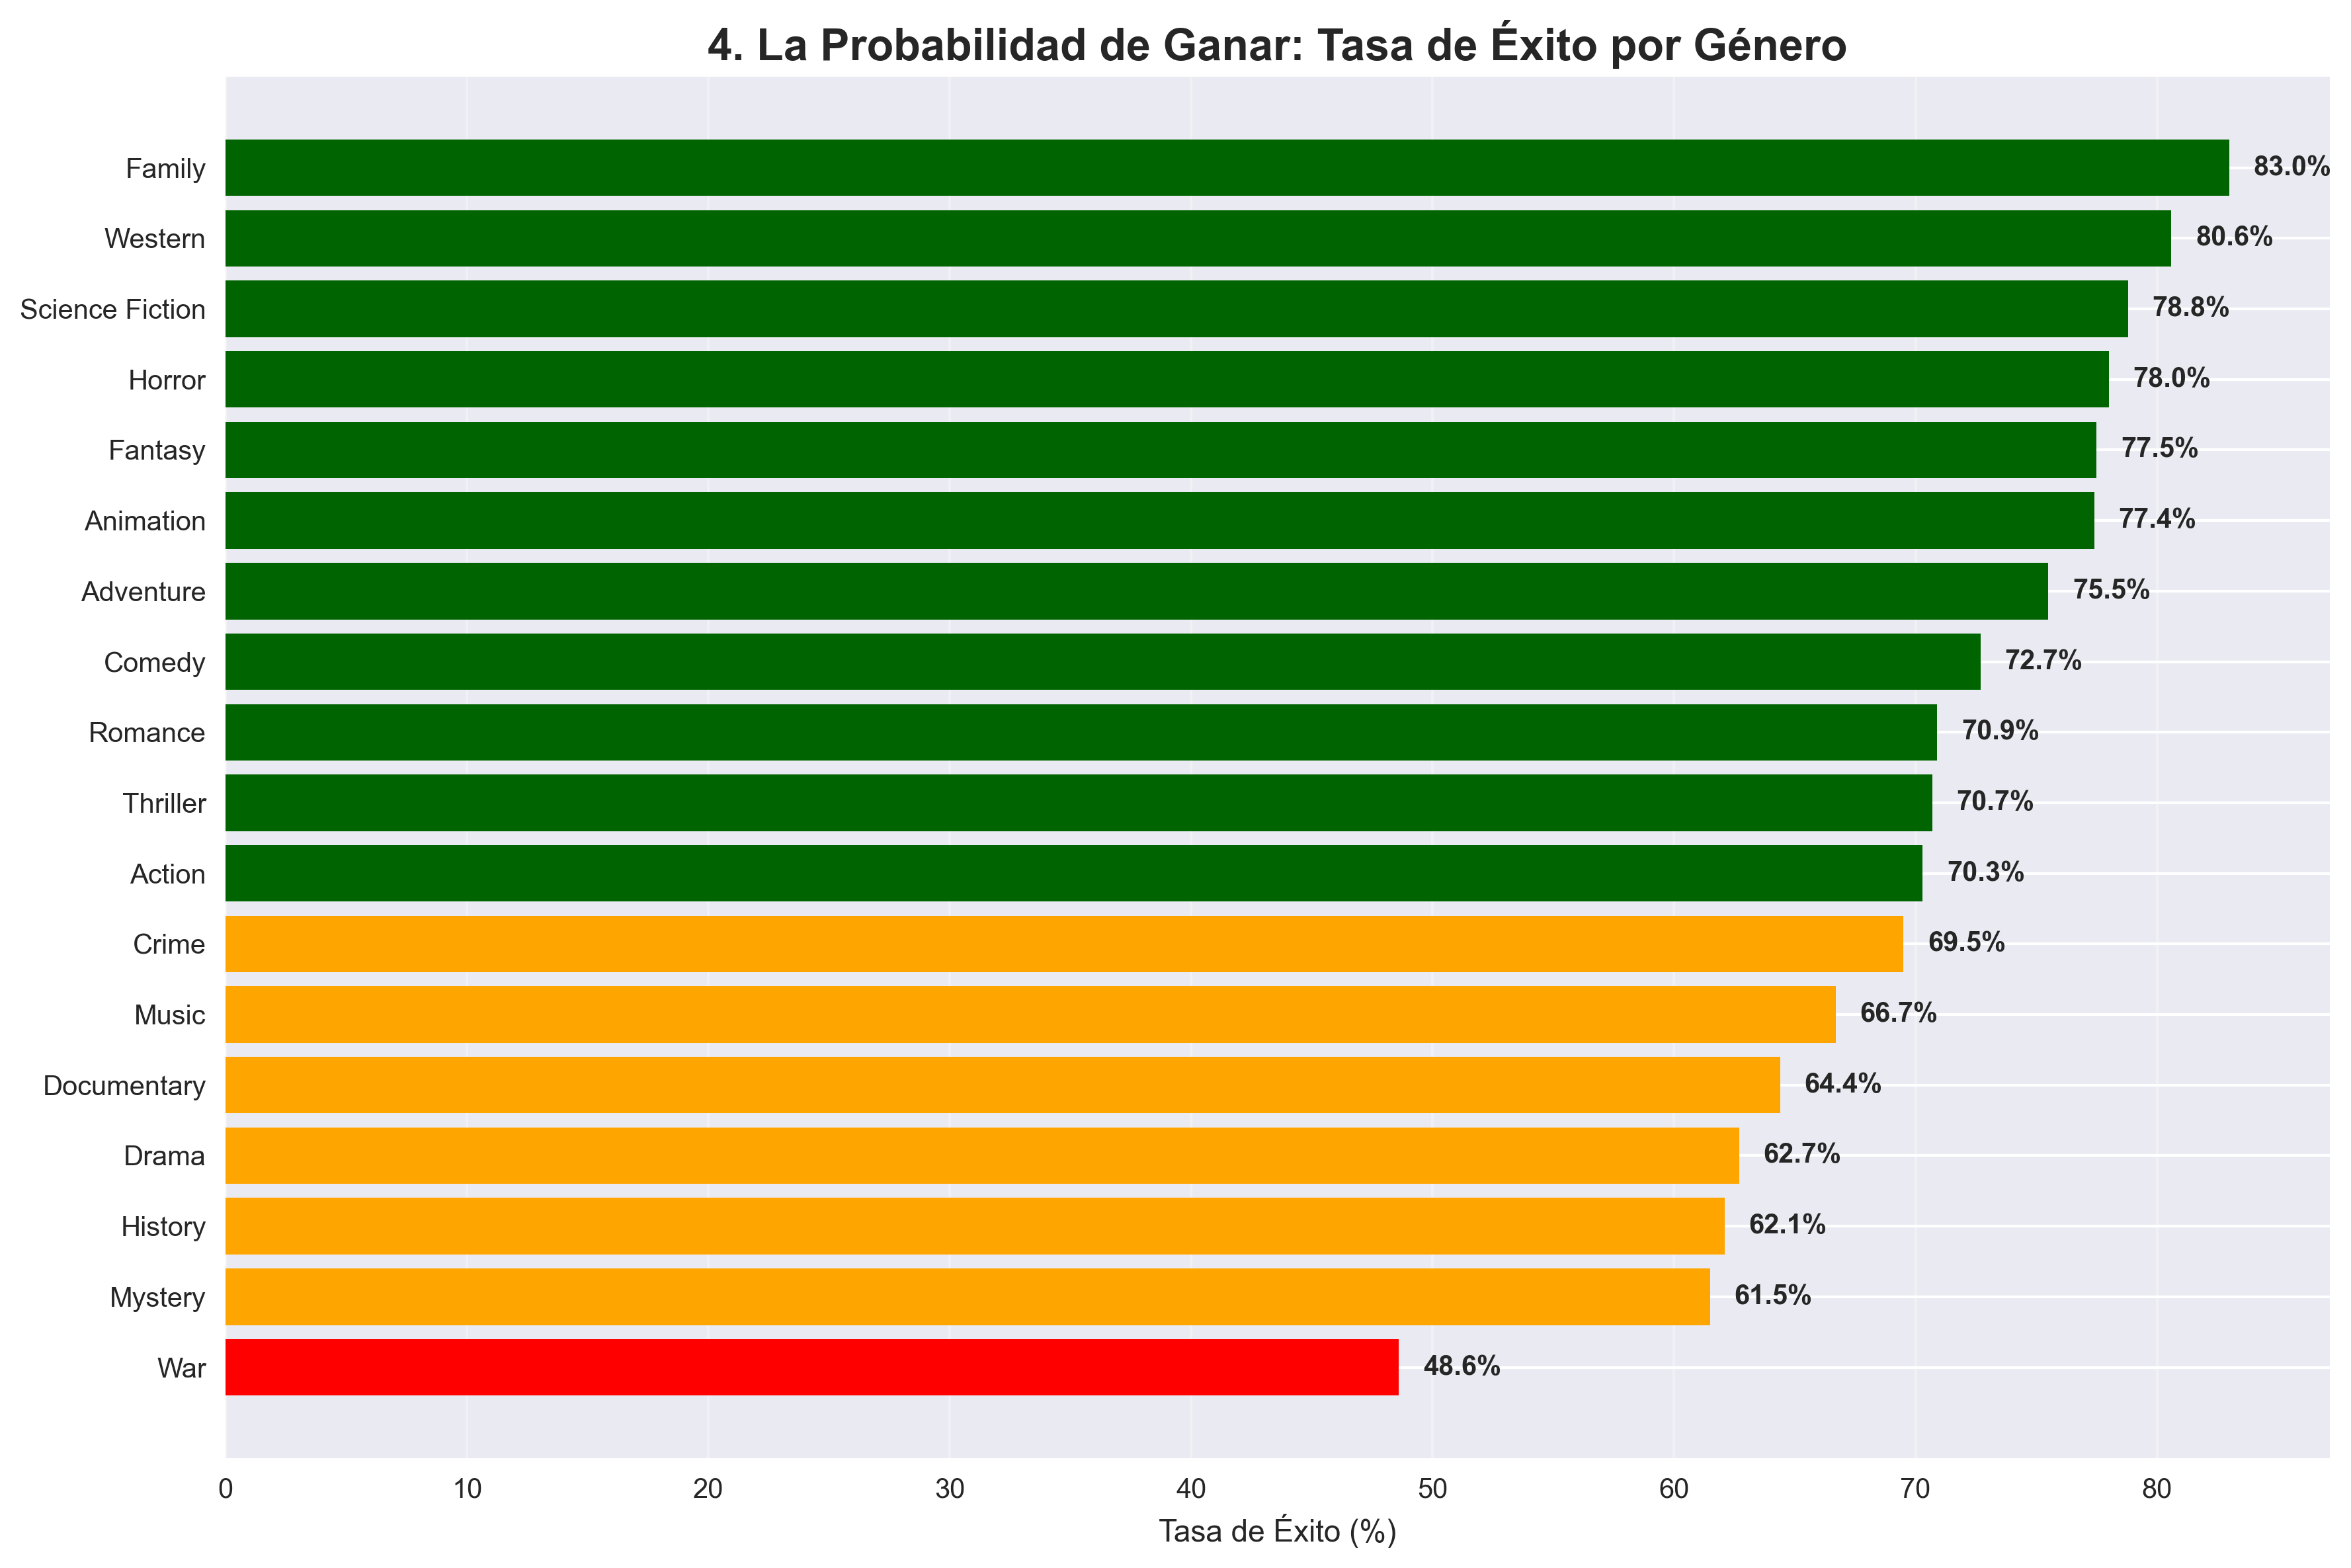 4. La Probabilidad de Ganar: Tasa de Éxito por Género
Family 83.0%
Western 80.6%
Science Fiction 78.8%
Horror 78.0%
Fantasy 77.5%
Animation 77.4%
Adventure 75.5%
Comedy 72.7%
Romance 70.9%
Thriller 70.7%
Action 70.3%
Crime 69.5%
Music 66.7%
Documentary 64.4%
Drama 62.7%
History 62.1%
Mystery 61.5%
War 48.6%
0 10 20 30 40 50 60 70 80
Tasa de Éxito (%)